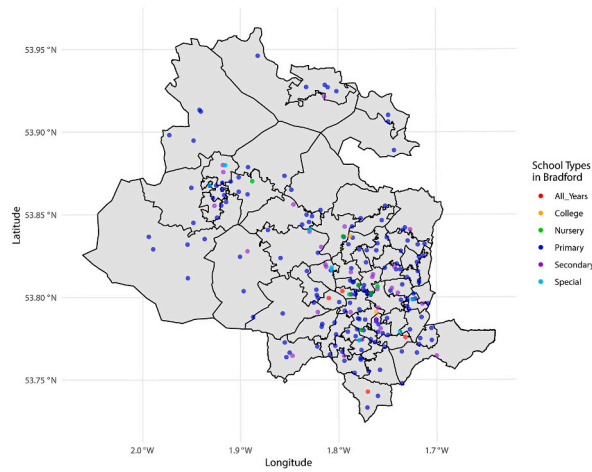 53.95°N
53.90°N
53.85°N
53.80°N
53.75°N
Latitude
2.0°W
1.9°W
1.8°W
1.7°W
Longitude
School Types
in Bradford
All_Years
College
Nursery
Primary
Secondary
Special